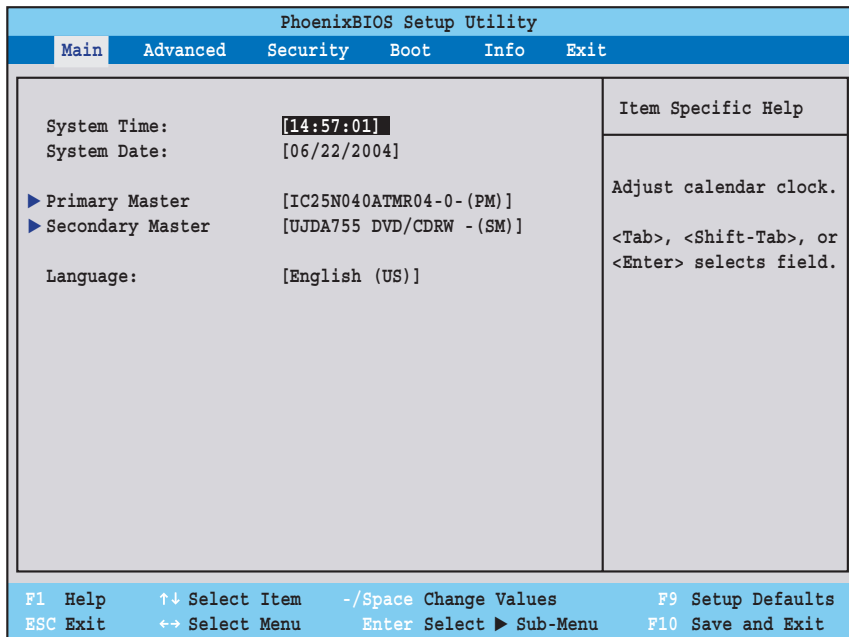 PhoenixBIOS Setup Utility
Main Advanced Security Boot Info Exit
System Time: [14:57:01]
System Date: [06/22/2004]
▶ Primary Master [IC25N040ATMR04-0-(PM)]
▶ Secondary Master [UJDA755 DVD/CDRW -(SM)]
Language: [English (US)]
Item Specific Help
Adjust calendar clock.
<Tab>, <Shift-Tab>, or
<Enter> selects field.
F1 Help ↑↓ Select Item -/Space Change Values F9 Setup Defaults
ESC Exit ←→ Select Menu Enter Select ▶ Sub-Menu F10 Save and Exit